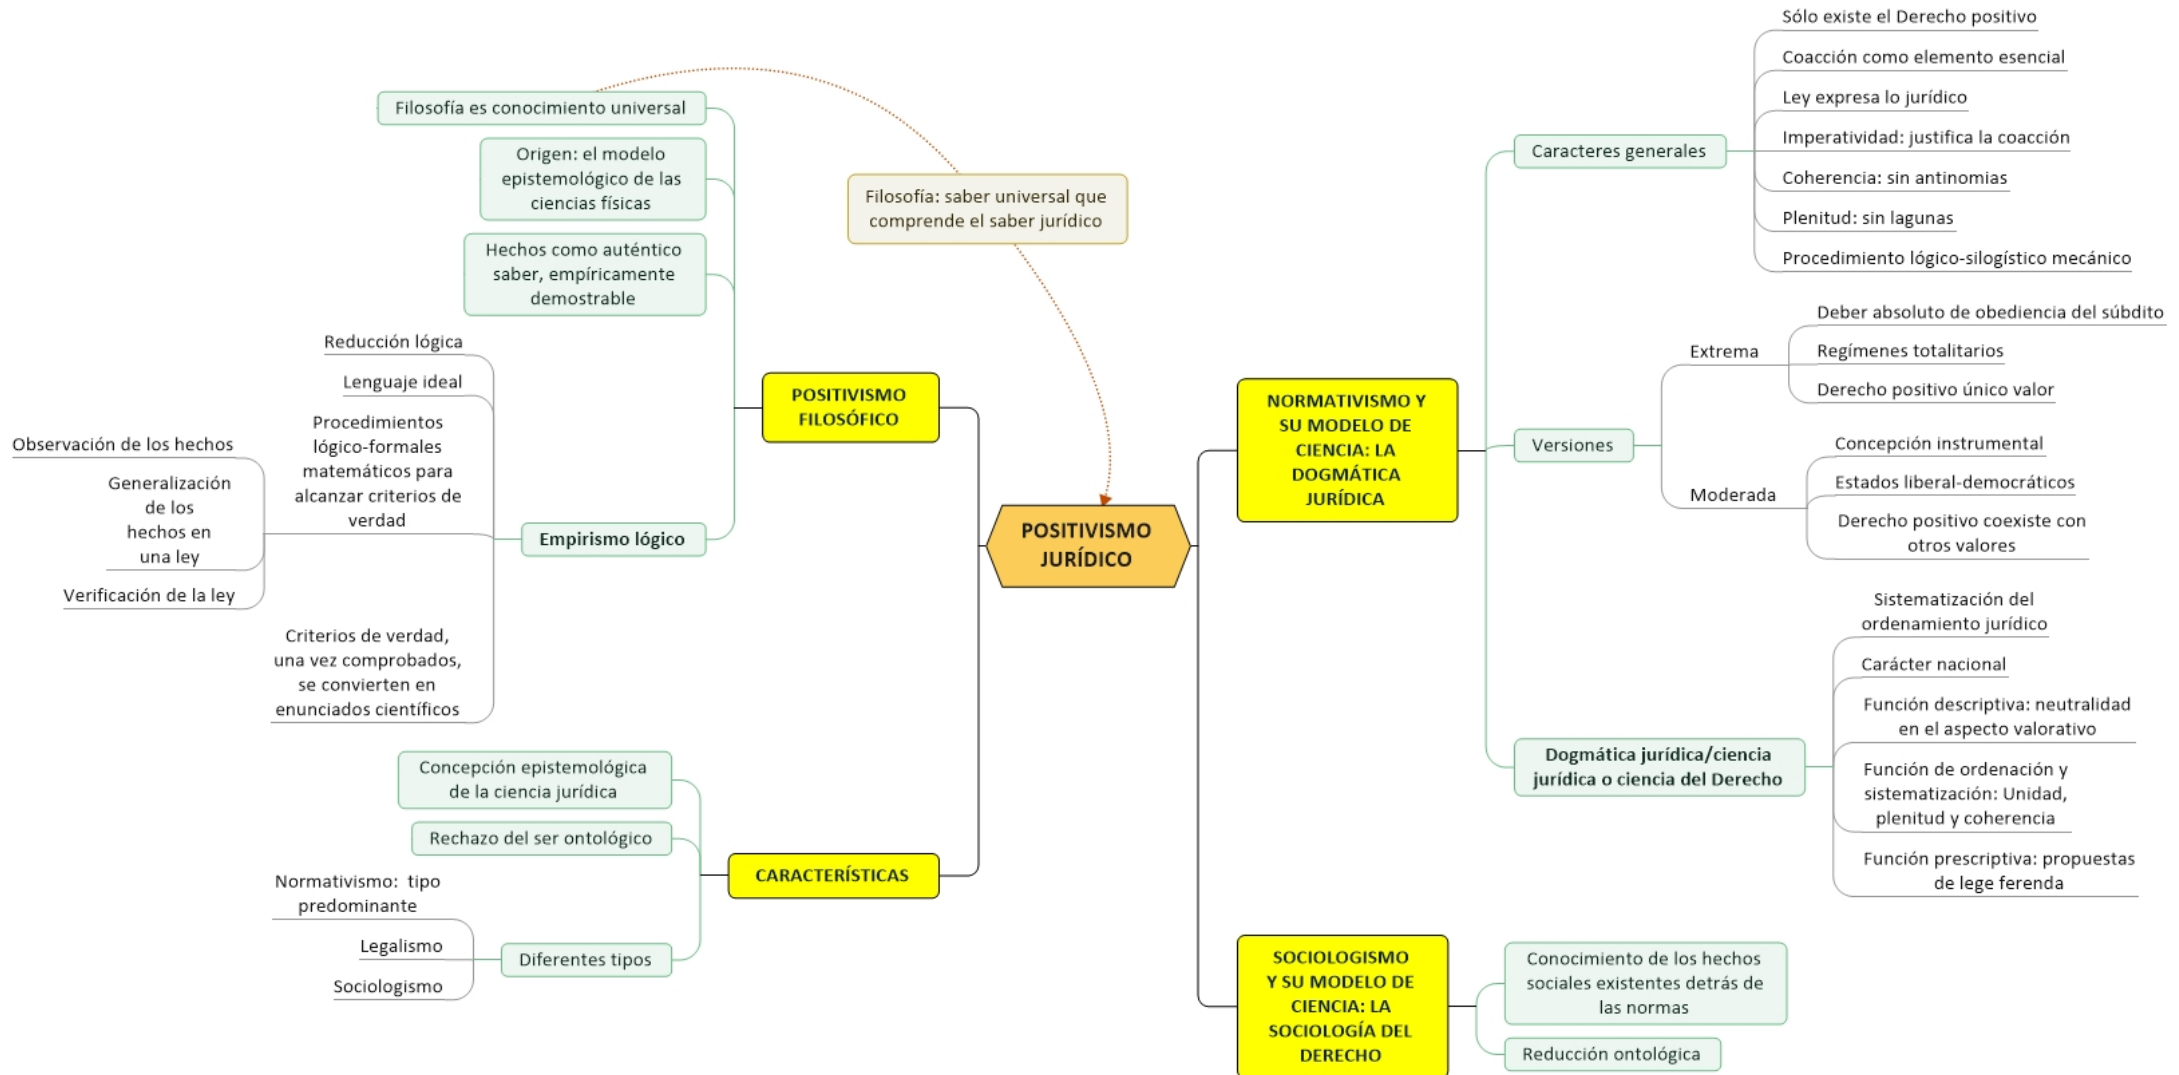 Filosofía es conocimiento universal
Origen: el modelo
epistemológico de las
ciencias físicas
Hechos como auténtico
saber, empíricamente
demostrable
Filosofía: saber universal que
comprende el saber jurídico
POSITIVISMO
FILOSÓFICO
Reducción lógica
Lenguaje ideal
Procedimientos
lógico-formales
matemáticos para
alcanzar criterios de
verdad
Observación de los hechos
Generalización
de los
hechos en
una ley
Verificación de la ley
Empirismo lógico
Criterios de verdad,
una vez comprobados,
se convierten en
enunciados científicos
Concepción epistemológica
de la ciencia jurídica
Rechazo del ser ontológico
CARACTERÍSTICAS
Normativismo: tipo
predominante
Legalismo
Sociologismo
Diferentes tipos
POSITIVISMO
JURÍDICO
NORMATIVISMO Y
SU MODELO DE
CIENCIA: LA
DOGMÁTICA
JURÍDICA
Caracteres generales
Sólo existe el Derecho positivo
Coacción como elemento esencial
Ley expresa lo jurídico
Imperatividad: justifica la coacción
Coherencia: sin antinomias
Plenitud: sin lagunas
Procedimiento lógico-silogístico mecánico
Versiones
Extrema
Deber absoluto de obediencia del súbdito
Regímenes totalitarios
Derecho positivo único valor
Moderada
Concepción instrumental
Estados liberal-democráticos
Derecho positivo coexiste con
otros valores
Dogmática jurídica/ciencia
jurídica o ciencia del Derecho
Sistematización del
ordenamiento jurídico
Carácter nacional
Función descriptiva: neutralidad
en el aspecto valorativo
Función de ordenación y
sistematización: Unidad,
plenitud y coherencia
Función prescriptiva: propuestas
de lege ferenda
SOCIOLOGISMO
Y SU MODELO DE
CIENCIA: LA
SOCIOLOGÍA DEL
DERECHO
Conocimiento de los hechos
sociales existentes detrás de
las normas
Reducción ontológica